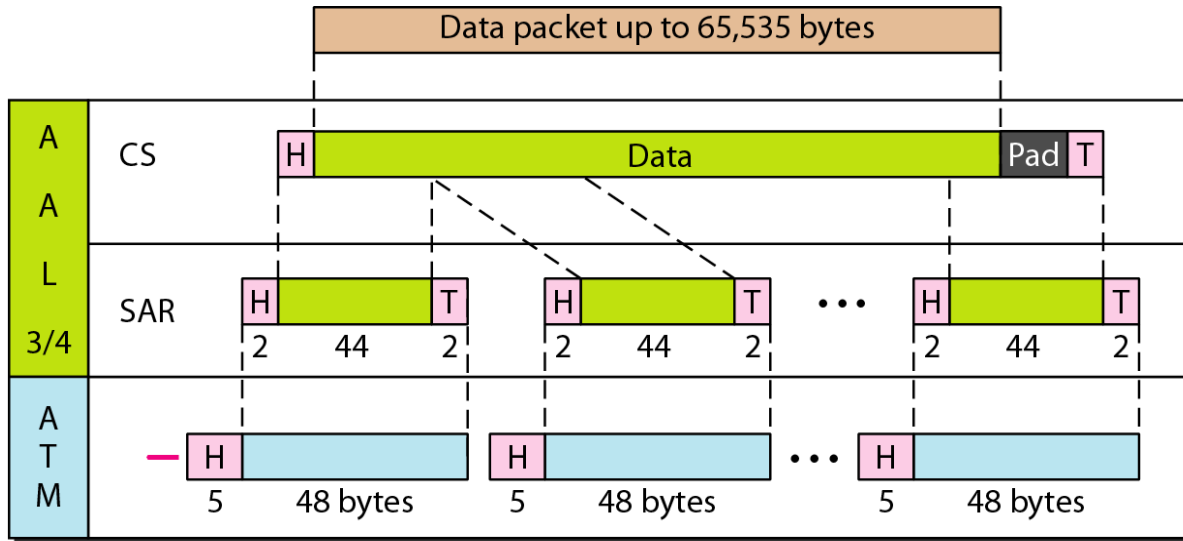 Data packet up to 65,535 bytes
A
A
L
3/4
CS
H Data Pad T
SAR
H T H T ... H T
2 44 2 2 44 2 2 44 2
A
T
M
H H ... H
5 48 bytes 5 48 bytes 5 48 bytes